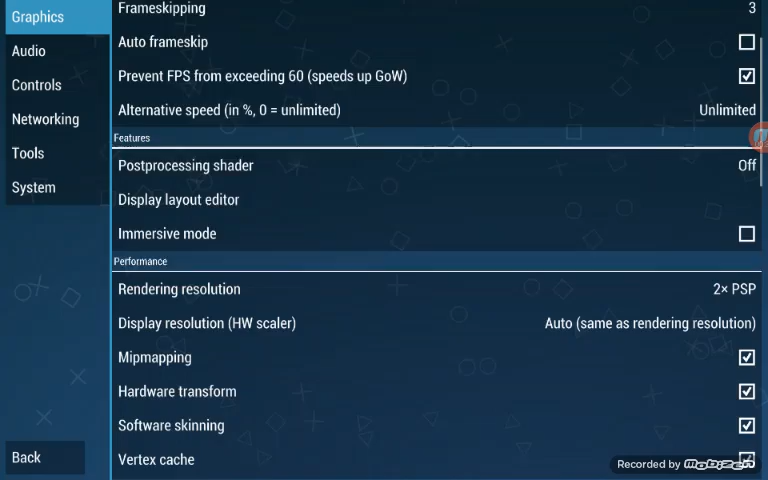 Graphics
Audio
Controls
Networking
Tools
System
Back
Frameskipping 3
Auto frameskip
Prevent FPS from exceeding 60 (speeds up GoW)
Alternative speed (in %, 0 = unlimited) Unlimited
Features
Postprocessing shader Off
Display layout editor
Immersive mode
Performance
Rendering resolution 2× PSP
Display resolution (HW scaler) Auto (same as rendering resolution)
Mipmapping
Hardware transform
Software skinning
Vertex cache
Recorded by mobizen